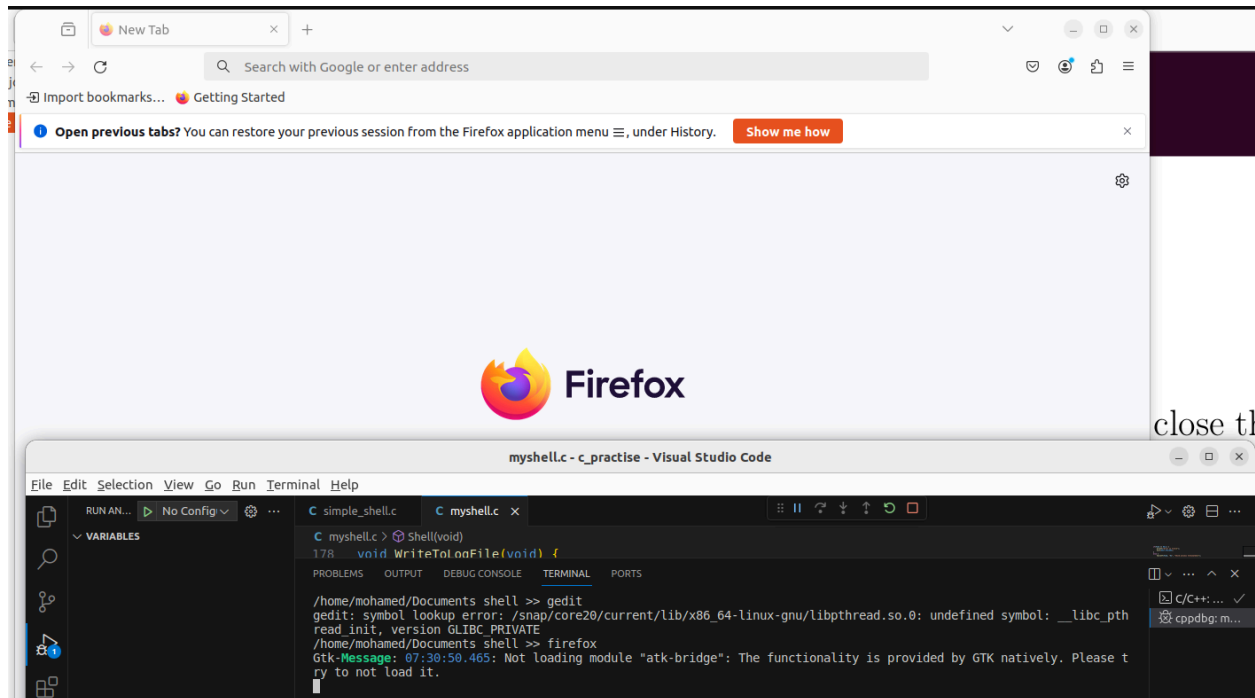 New Tab
Search with Google or enter address
Import bookmarks... Getting Started
Open previous tabs? You can restore your previous session from the Firefox application menu ☰, under History. Show me how
Firefox
close th
myshell.c - c_practise - Visual Studio Code
File Edit Selection View Go Run Terminal Help
RUN AN... No Config
C simple_shell.c C myshell.c
VARIABLES
C myshell.c > Shell(void)
178 void WriteToLogFile(void) {
PROBLEMS OUTPUT DEBUG CONSOLE TERMINAL PORTS
/home/mohamed/Documents shell >> gedit
gedit: symbol lookup error: /snap/core20/current/lib/x86_64-linux-gnu/libpthread.so.0: undefined symbol: __libc_pth
read_init, version GLIBC_PRIVATE
/home/mohamed/Documents shell >> firefox
Gtk-Message: 07:30:50.465: Not loading module "atk-bridge": The functionality is provided by GTK natively. Please t
ry to not load it.
C/C++: ...
cppdbg: m...
1